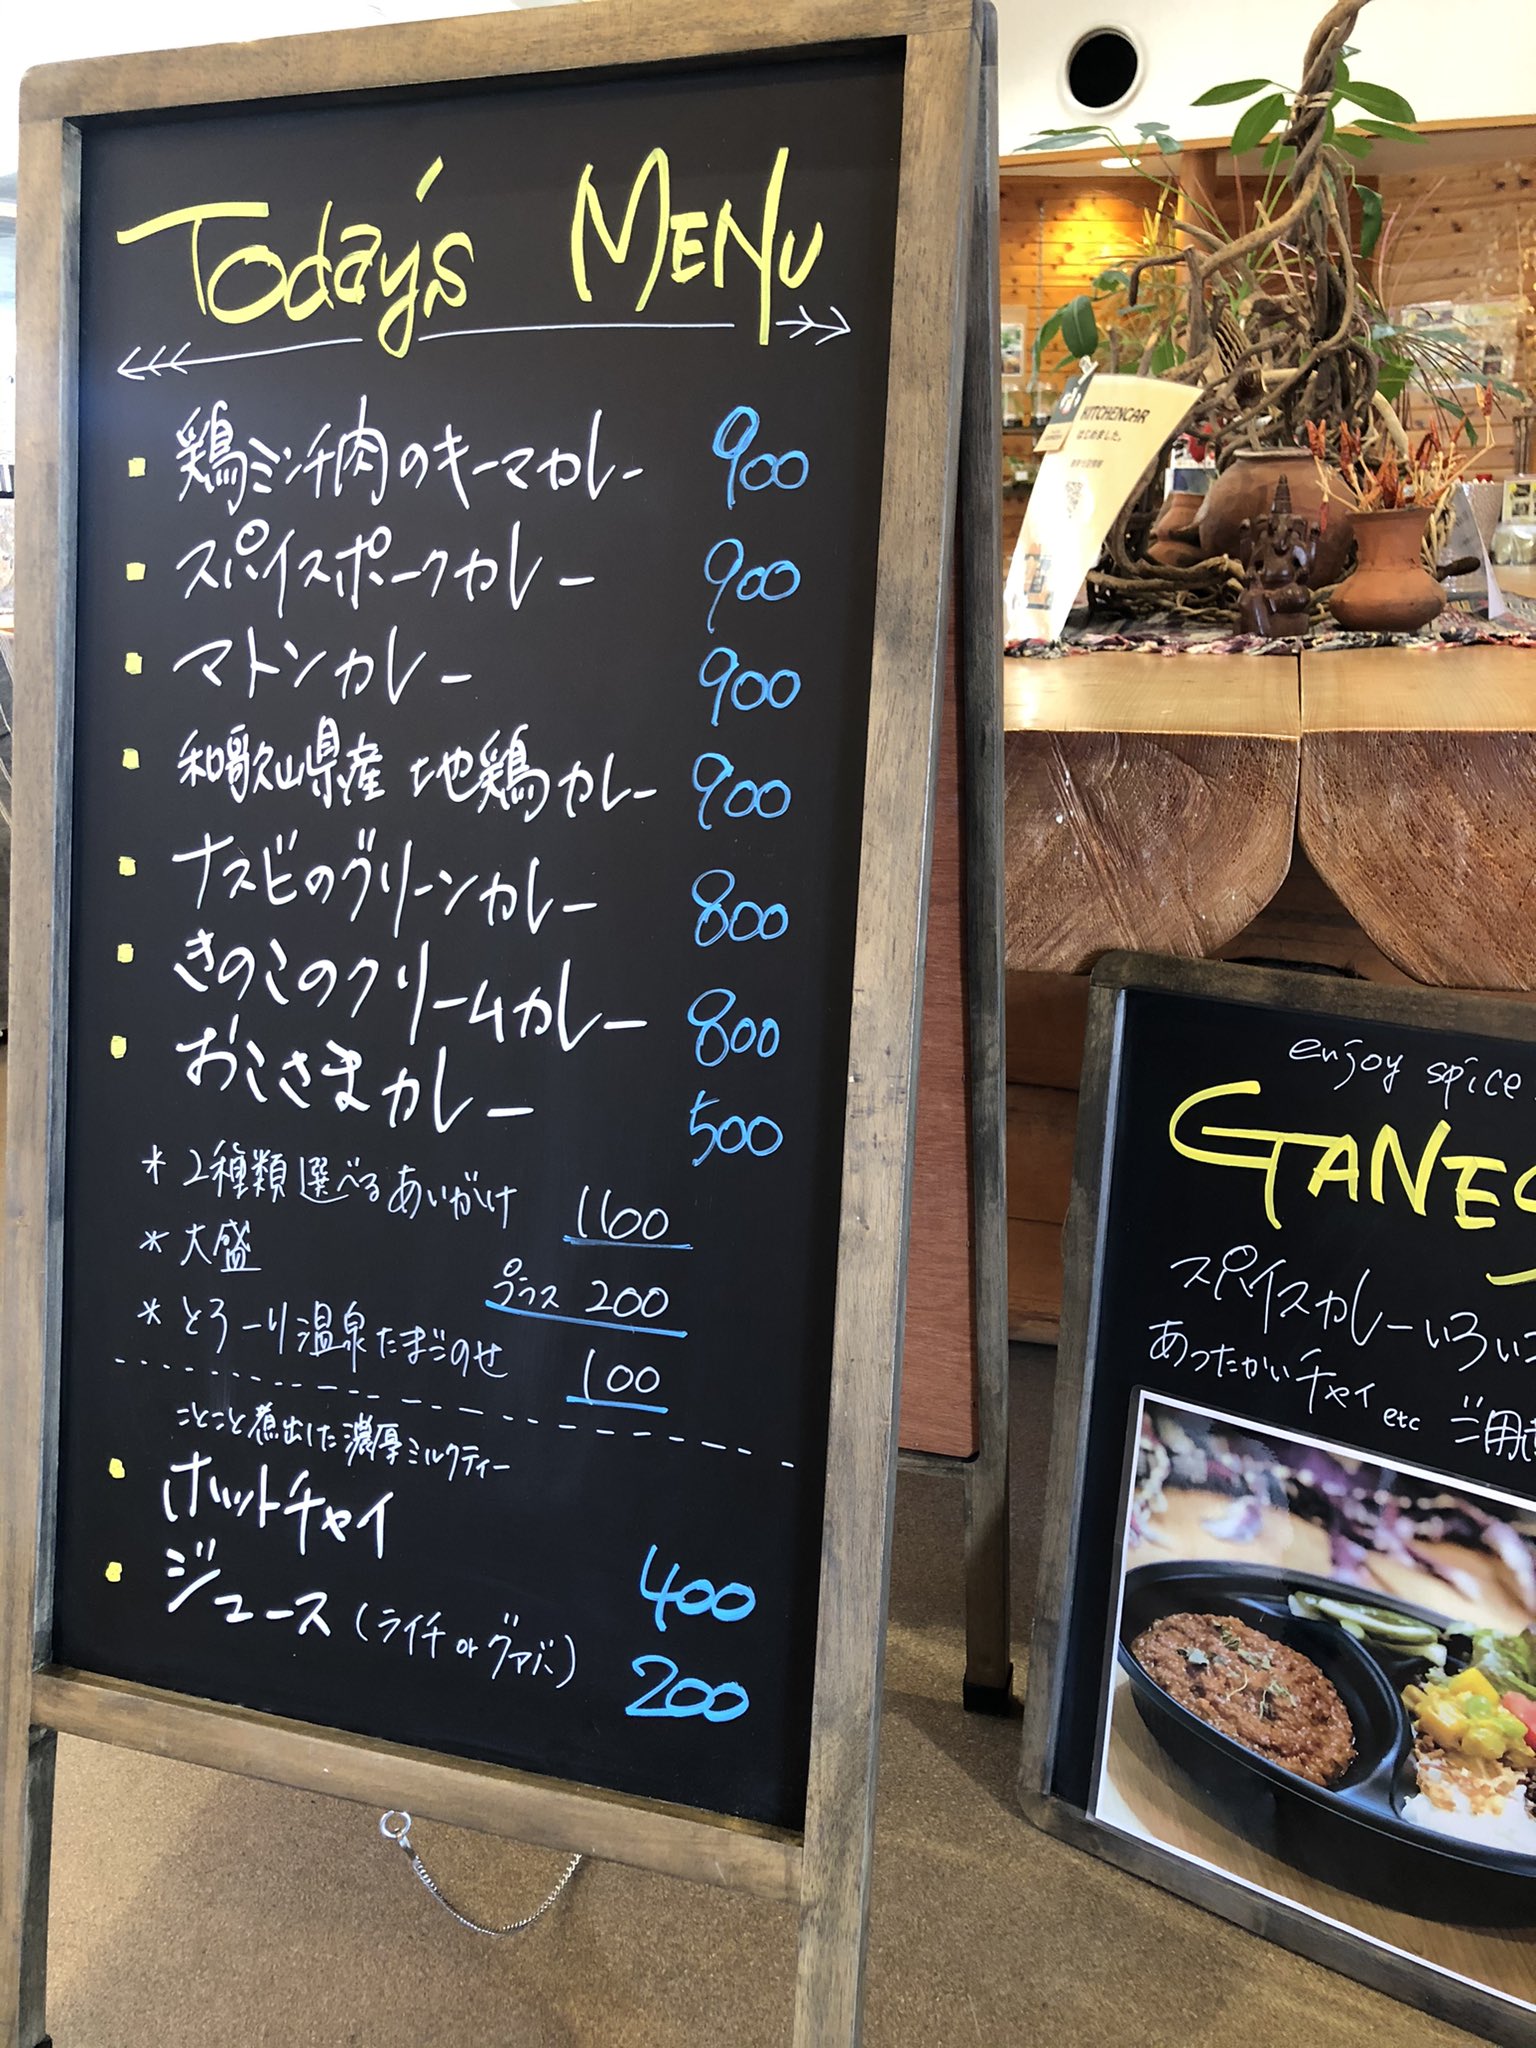 Today's MENU
鶏ミンチ肉のキーマカレー 900
スパイスポークカレー 900
マトンカレー 900
和歌山県産 地鶏カレー 900
ナスビのグリーンカレー 800
きのこのクリームカレー 800
おこさまカレー 500
* 2種類選べるあいがけ 1100
* 大盛 プラス 200
* とろーり温泉たまごのせ 100
ことこと煮出した濃厚ミルクティー
ホットチャイ 400
ジュース (ライチ or グァバ) 200
KITCHENCAR
はじめました。
enjoy spice
GANES
スパイスカレーいろい
あったかいチャイ etc ご用